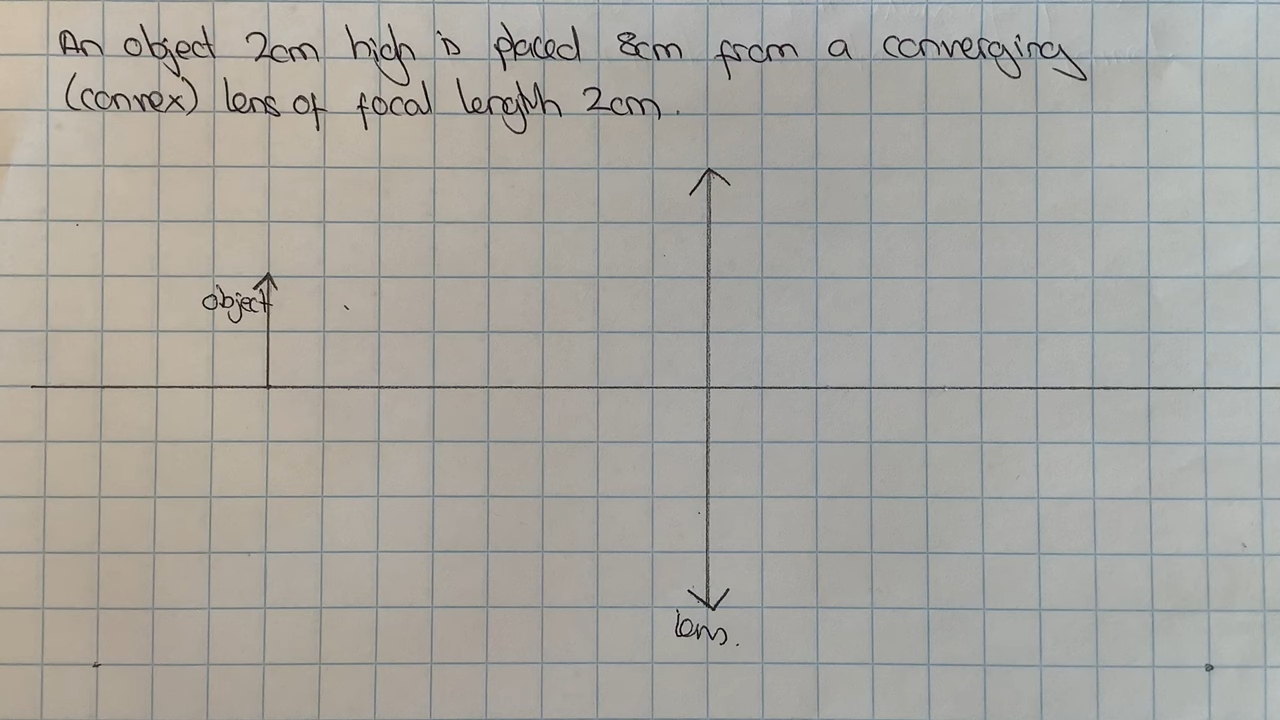 An object 2cm high is placed 8cm from a converging
(convex) lens of focal length 2cm.
object
lens.